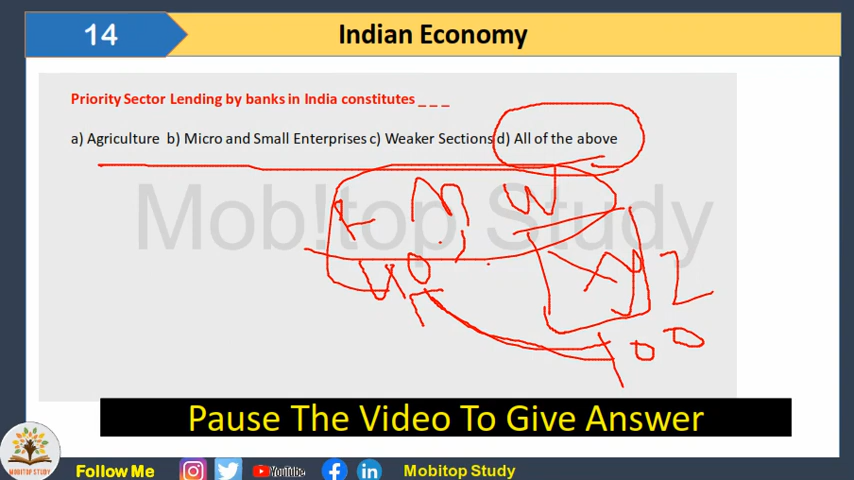 14
Indian Economy
Priority Sector Lending by banks in India constitutes _ _ _
a) Agriculture b) Micro and Small Enterprises c) Weaker Sections d) All of the above
Mob!top Study
A M W
40
100
Pause The Video To Give Answer
MOBITOP STUDY
Follow Me YouTube Mobitop Study